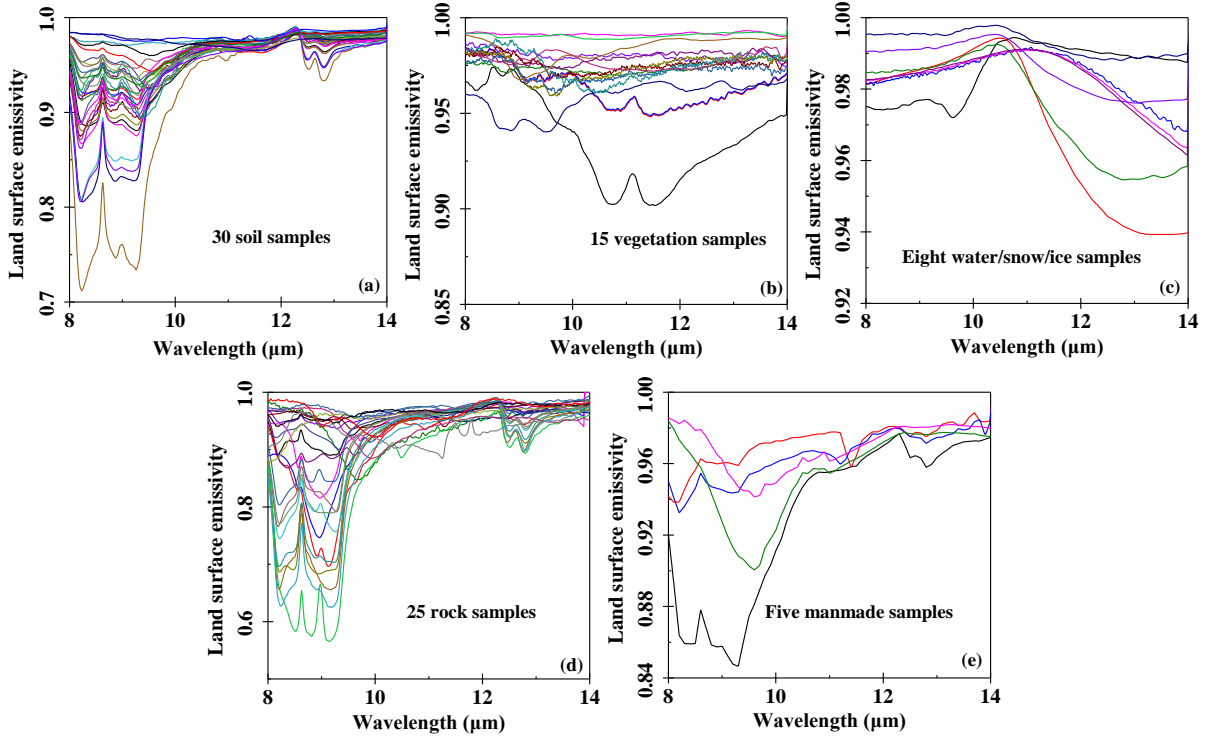 1.0
0.9
0.8
0.7
Land surface emissivity
30 soil samples
(a)
8
10
12
14
Wavelength (μm)
1.00
0.95
0.90
0.85
Land surface emissivity
15 vegetation samples
(b)
8
10
12
14
Wavelength (μm)
1.00
0.98
0.96
0.94
0.92
Land surface emissivity
Eight water/snow/ice samples
(c)
8
10
12
14
Wavelength (μm)
1.0
0.9
0.8
0.6
Land surface emissivity
25 rock samples
(d)
8
10
12
14
Wavelength (μm)
1.00
0.96
0.92
0.88
0.84
Land surface emissivity
Five manmade samples
(e)
8
10
12
14
Wavelength (μm)